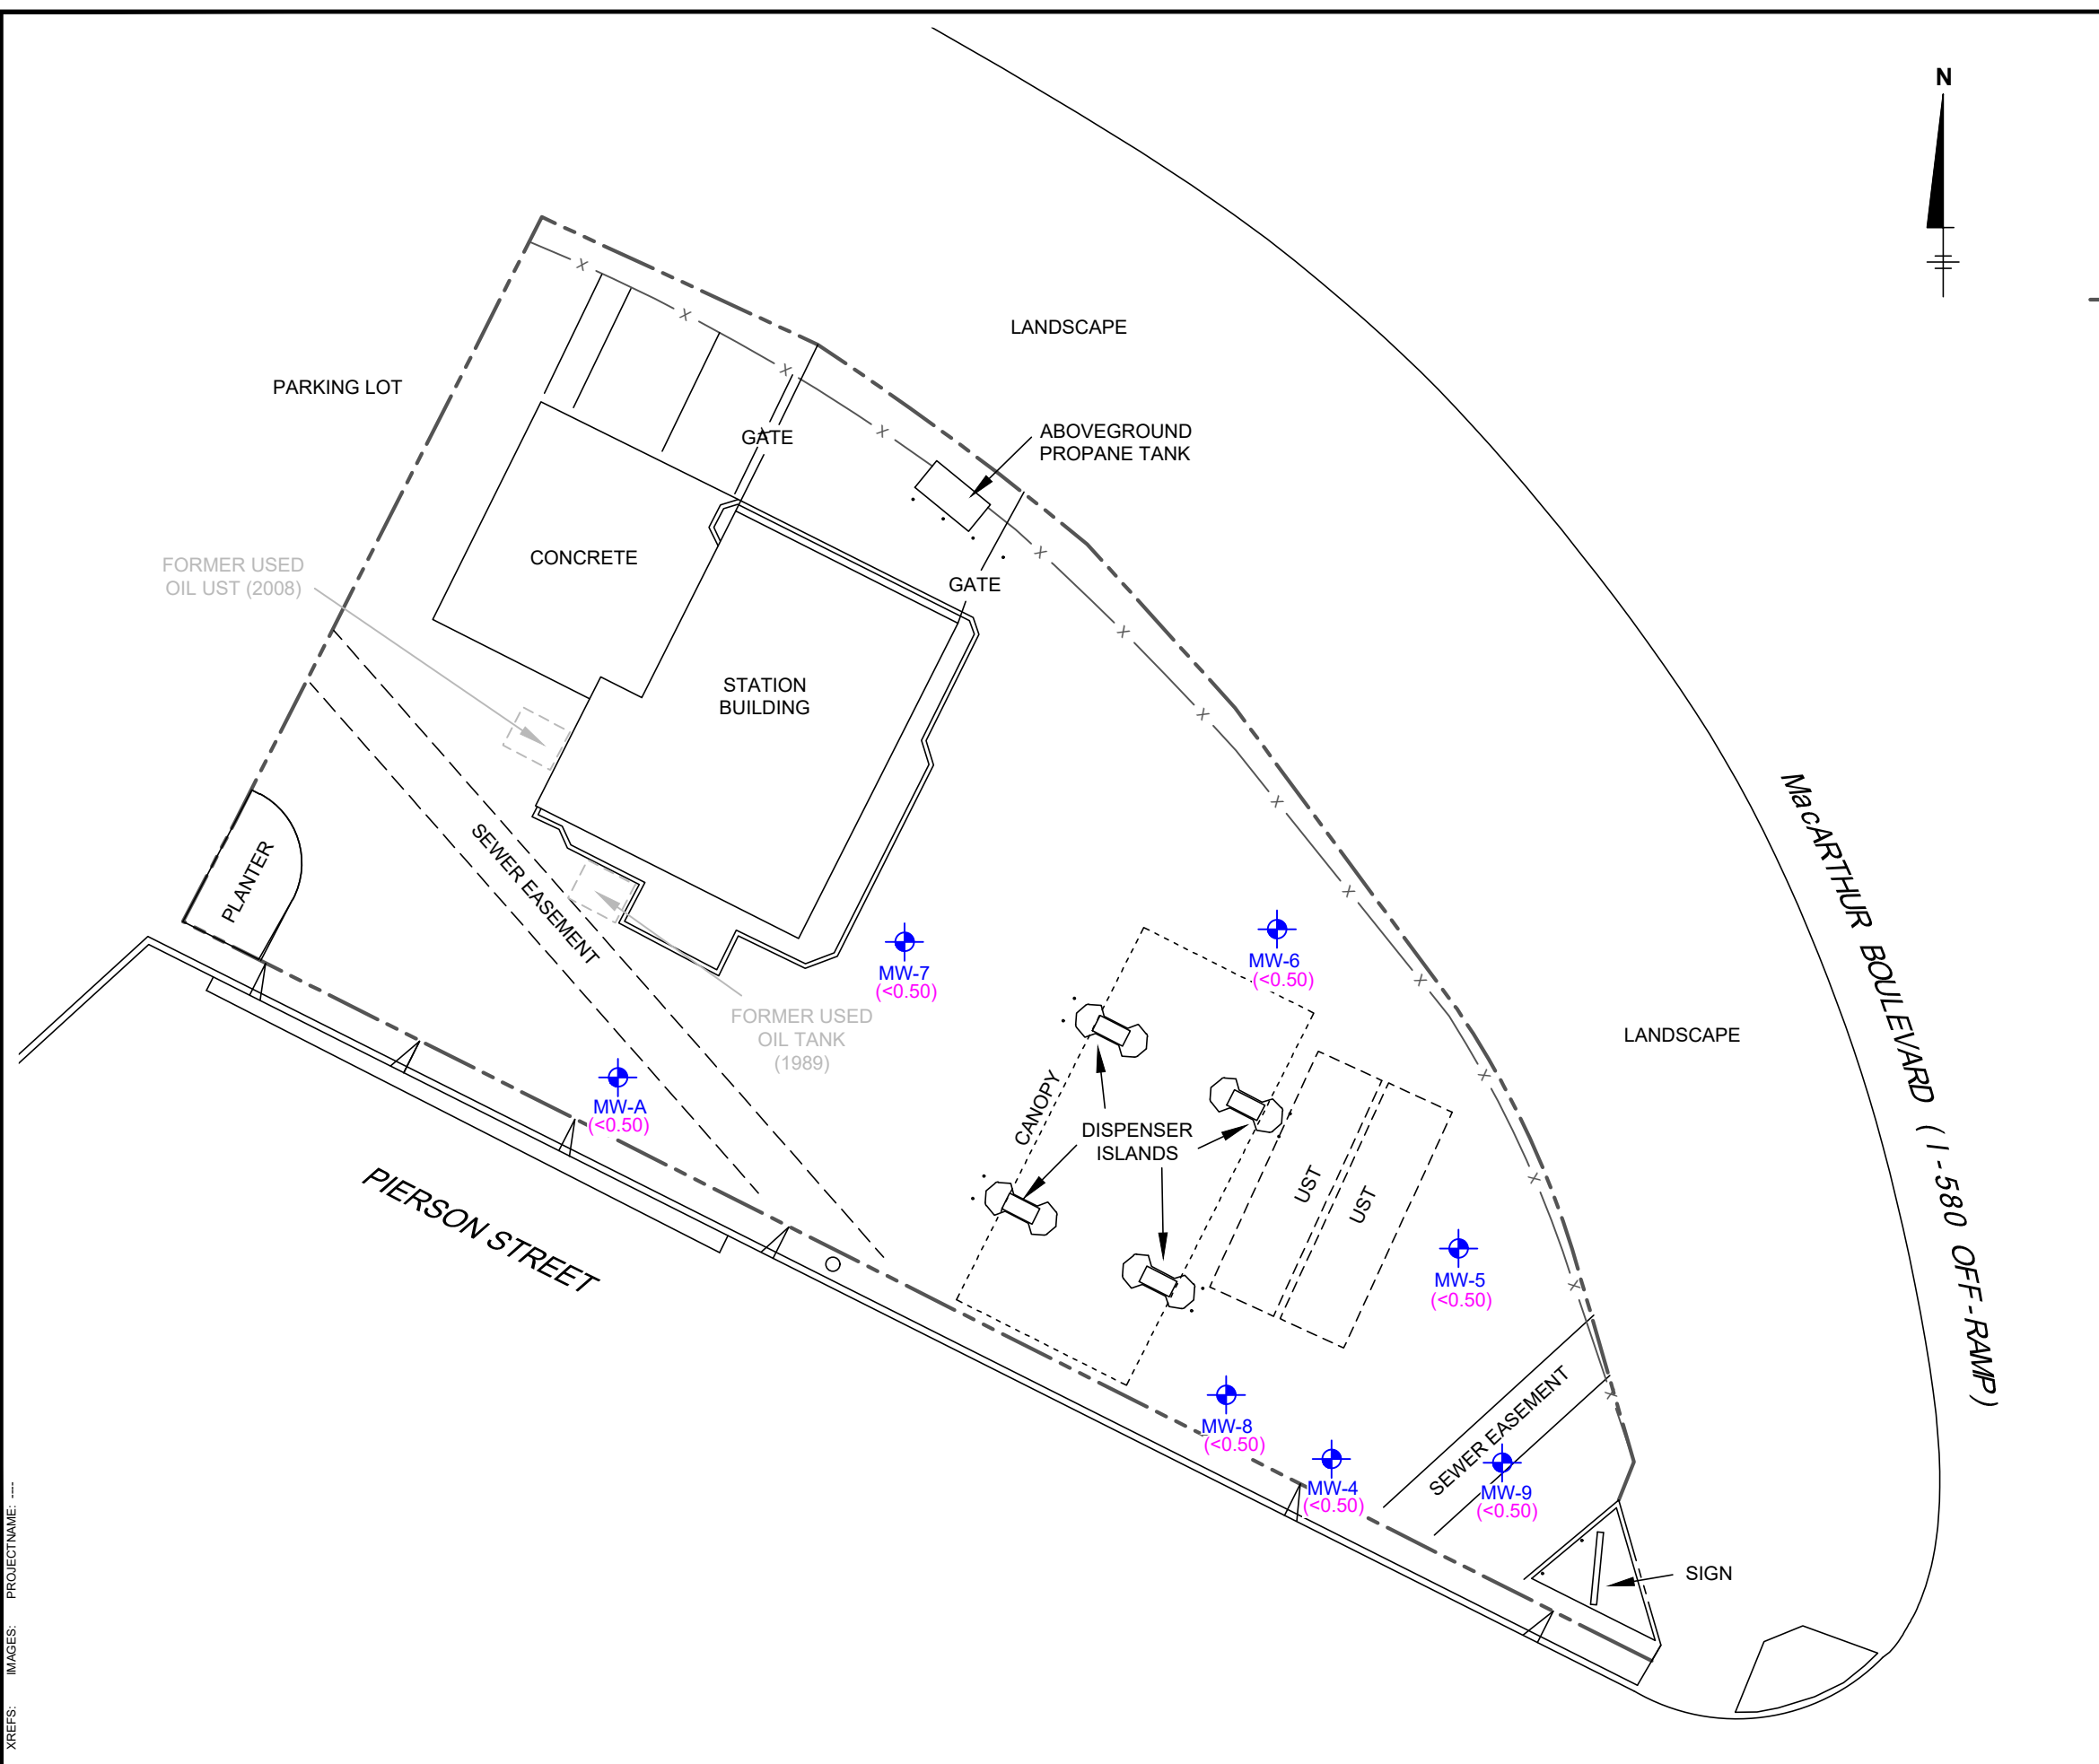 N
LANDSCAPE
PARKING LOT
ABOVEGROUND
PROPANE TANK
GATE
CONCRETE
FORMER USED
OIL UST (2008)
GATE
STATION
BUILDING
PLANTER
SEWER EASEMENT
MW-7
(<0.50)
MW-6
(<0.50)
FORMER USED
OIL TANK
(1989)
LANDSCAPE
MacARTHUR BOULEVARD (I-580 OFF-RAMP)
MW-A
(<0.50)
CANOPY
DISPENSER
ISLANDS
UST
UST
PIERSON STREET
MW-5
(<0.50)
MW-8
(<0.50)
SEWER EASEMENT
MW-4
(<0.50)
MW-9
(<0.50)
SIGN
XREFS: IMAGES: PROJECTNAME: ----